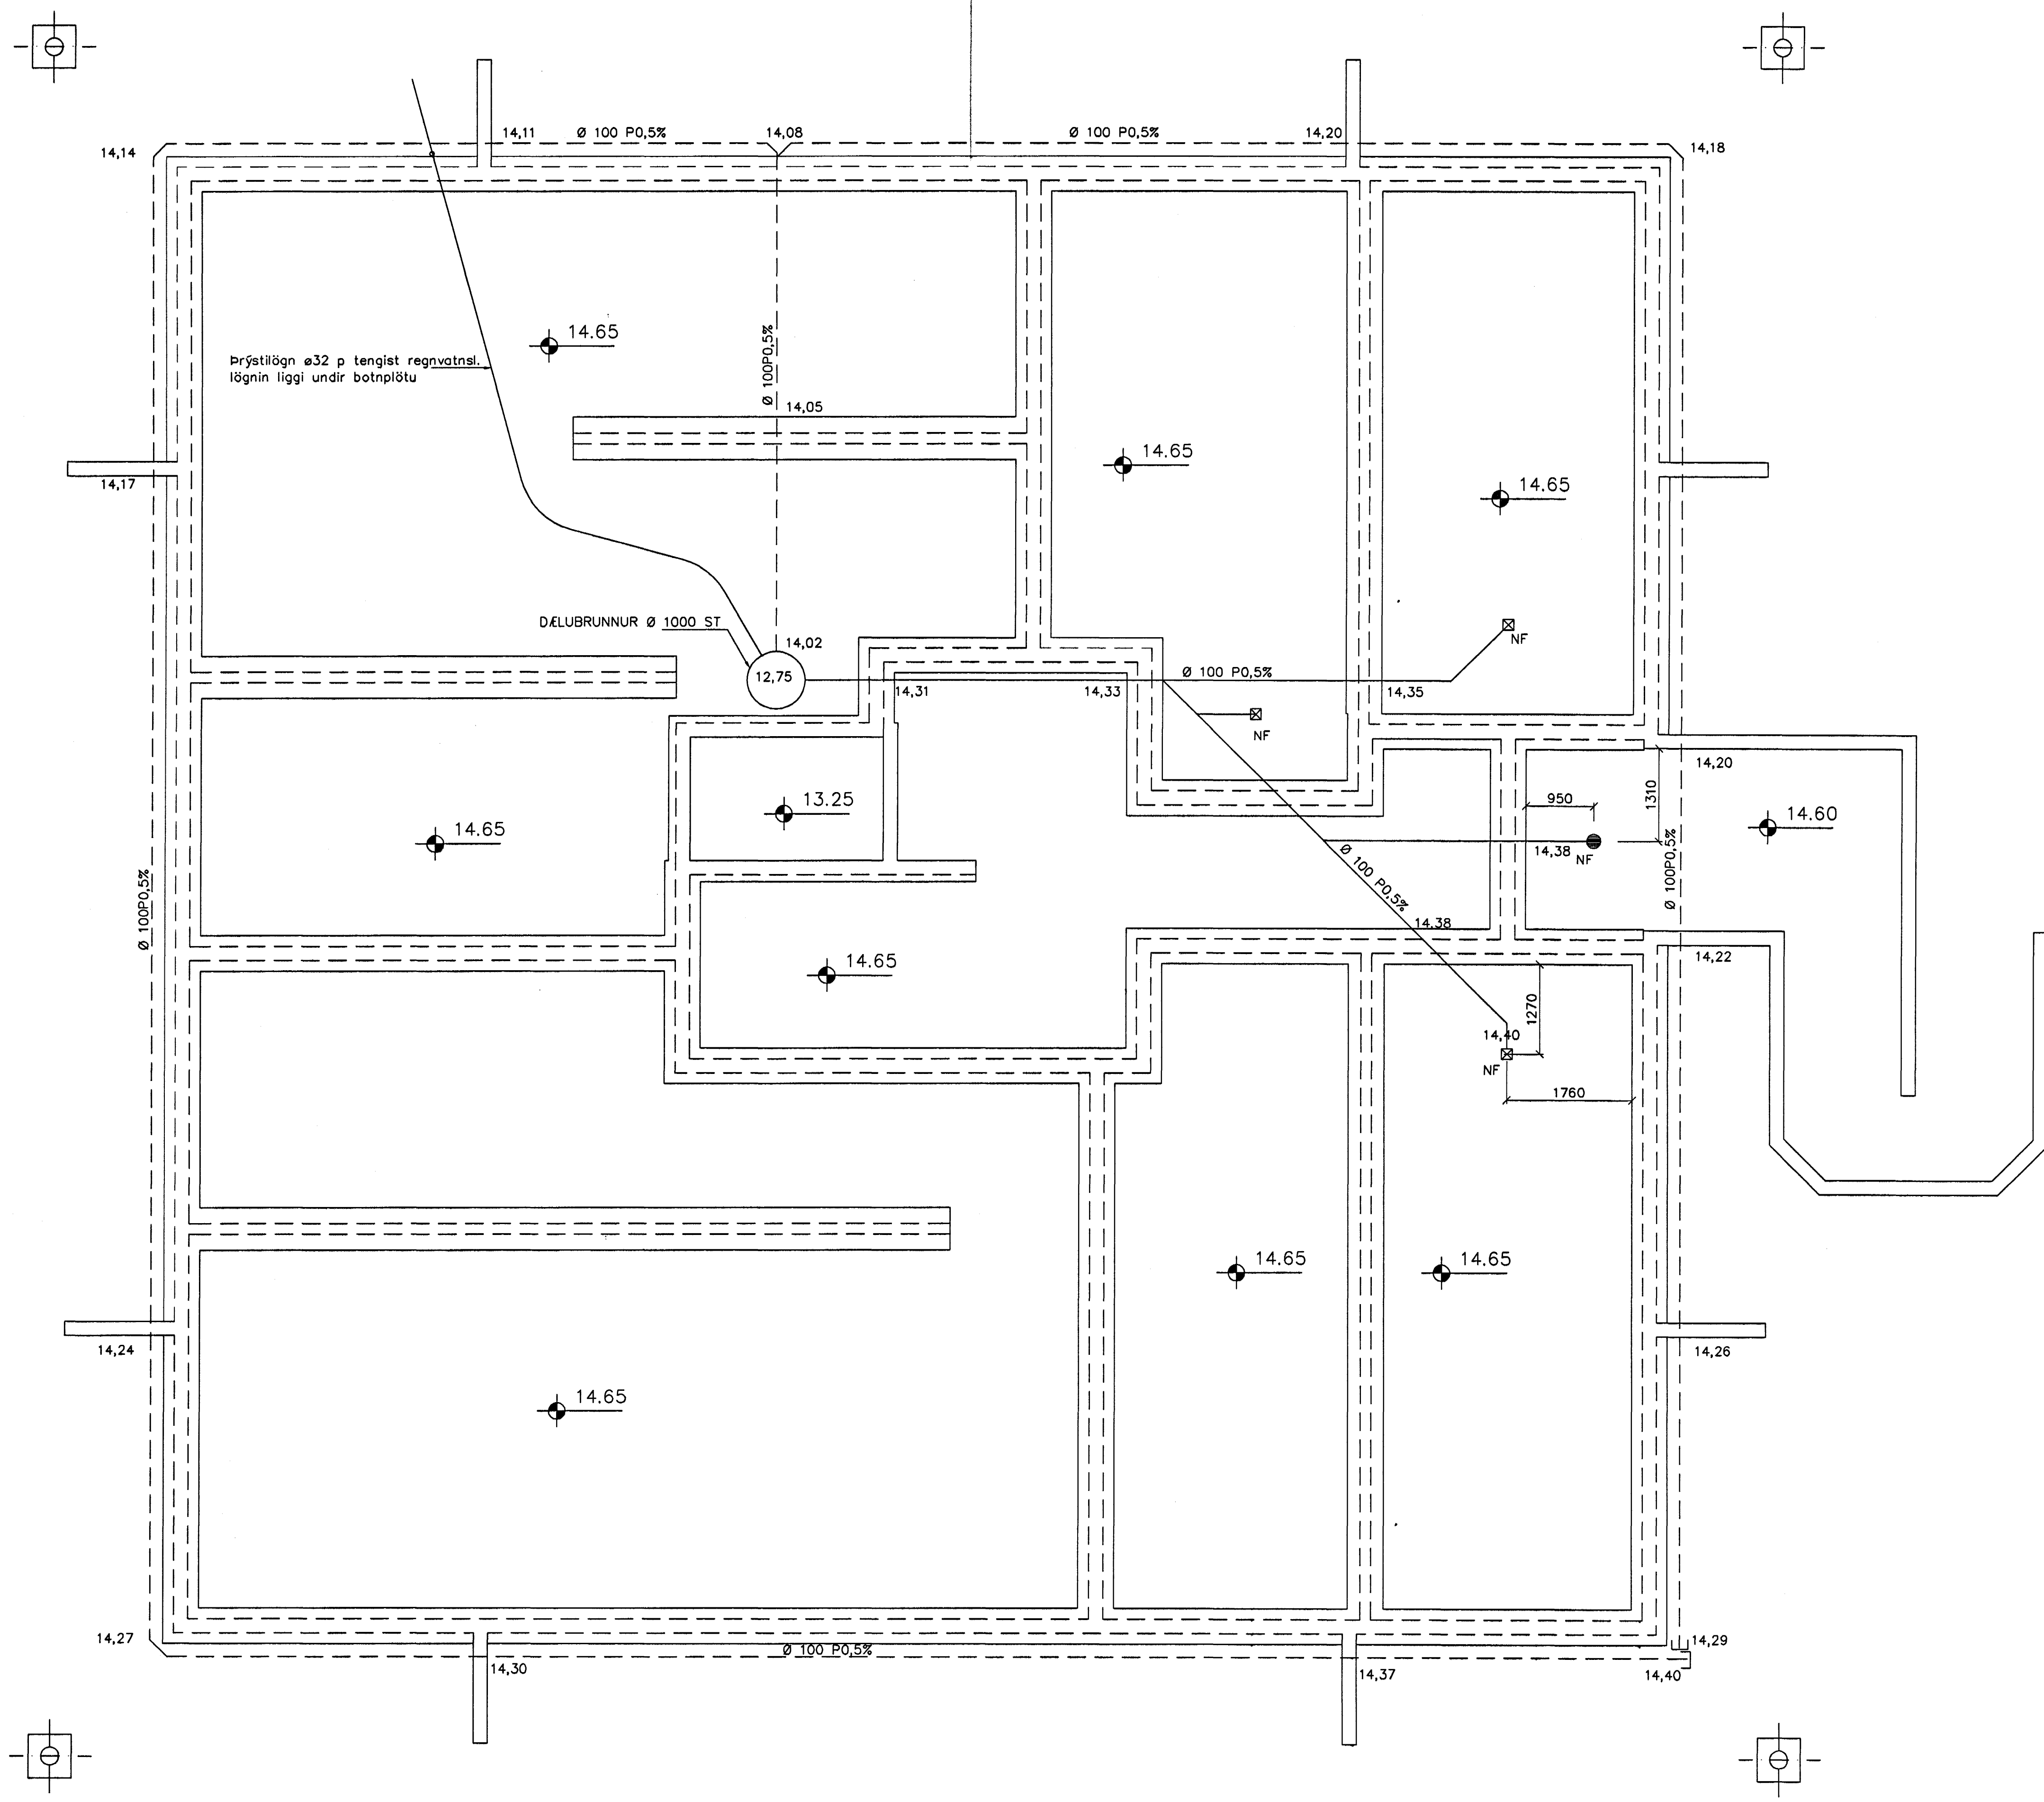 14,11
Ø 100 P0,5%
14,08
Ø 100 P0,5%
14,20
14,14
14,18
14.65
Þrýstilögn ø32 p tengist regnvatnsl.
lögnin liggi undir botnplötu
Ø 100P0,5%
14,05
14.65
14,17
14.65
DÆLUBRUNNUR Ø 1000 ST
14,02
NF
12,75
14,31
14,33
Ø 100 P0,5%
14,35
NF
14,20
1310
950
13.25
14.60
14.65
14,38
NF
Ø 100P0,5%
Ø 100P0,5%
Ø 100 P0,5%
14.38
14,22
14.65
1270
14,40
NF
1760
14.65
14.65
14,24
14,26
14.65
14,27
Ø 100 P0,5%
14,29
14,30
14,37
14,40